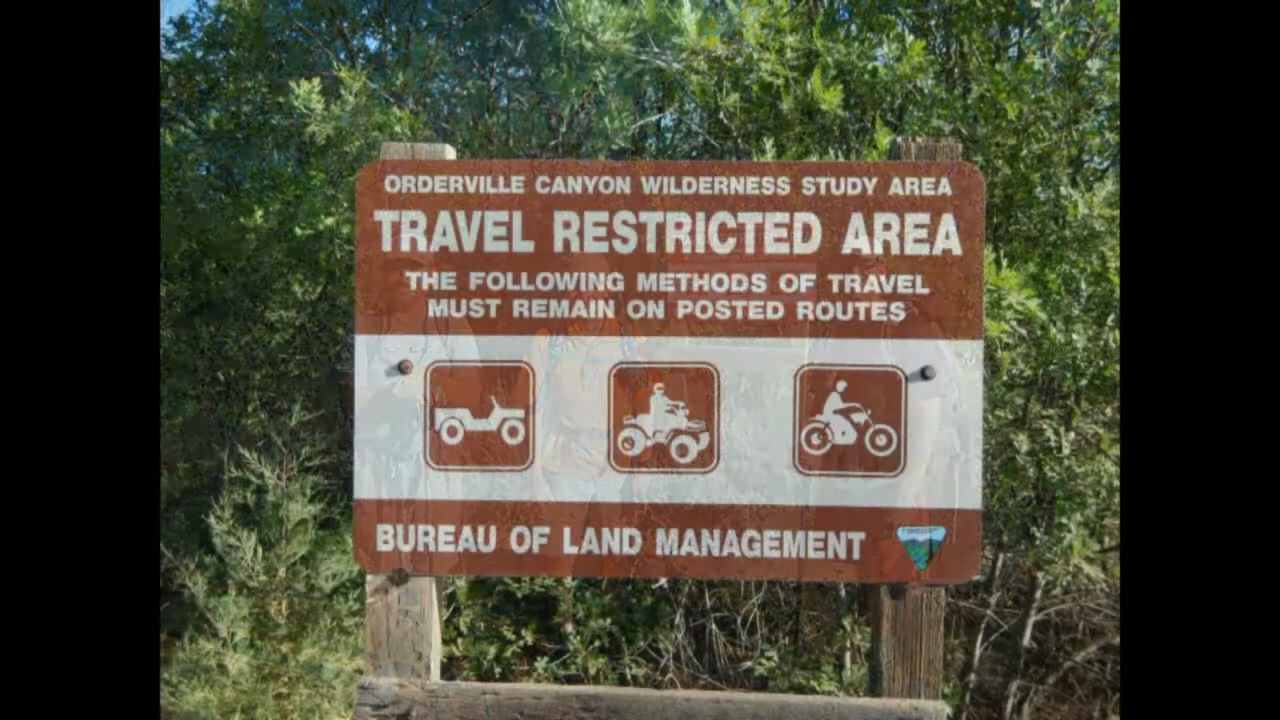 ORDERVILLE CANYON WILDERNESS STUDY AREA
TRAVEL RESTRICTED AREA
THE FOLLOWING METHODS OF TRAVEL
MUST REMAIN ON POSTED ROUTES
BUREAU OF LAND MANAGEMENT